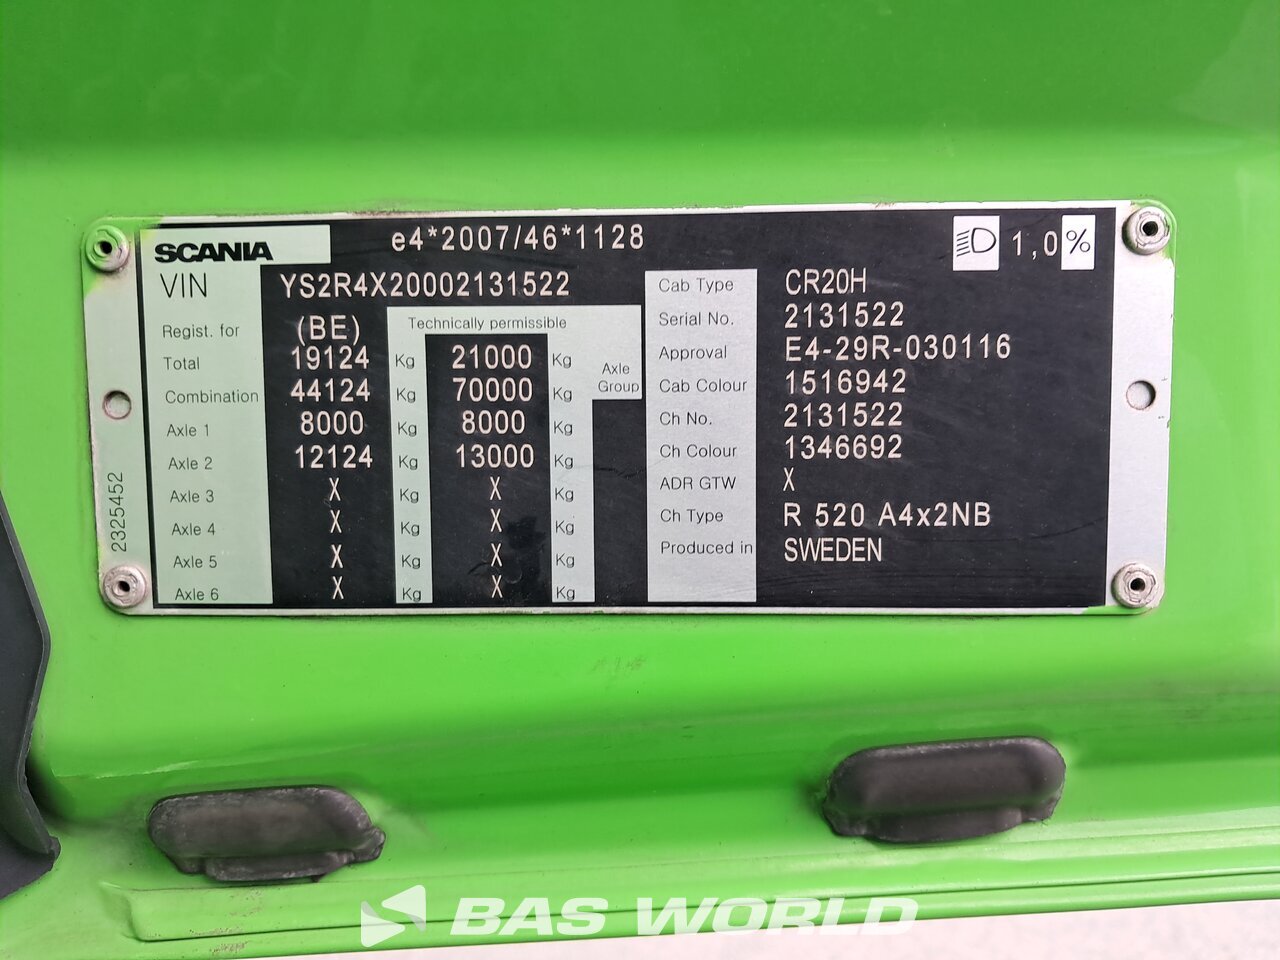 SCANIA e4*2007/46*1128 1,0%
VIN YS2R4X20002131522
Regist. for (BE) Technically permissible
Total 19124 Kg 21000 Kg
Combination 44124 Kg 70000 Kg
Axle Group
Axle 1 8000 Kg 8000 Kg
Axle 2 12124 Kg 13000 Kg
Axle 3 X Kg X Kg
Axle 4 X Kg X Kg
Axle 5 X Kg X Kg
Axle 6 X Kg X Kg
Cab Type CR20H
Serial No. 2131522
Approval E4-29R-030116
Cab Colour 1516942
Ch No. 2131522
Ch Colour 1346692
ADR GTW X
Ch Type R 520 A4x2NB
Produced in SWEDEN
2325452
BAS WORLD